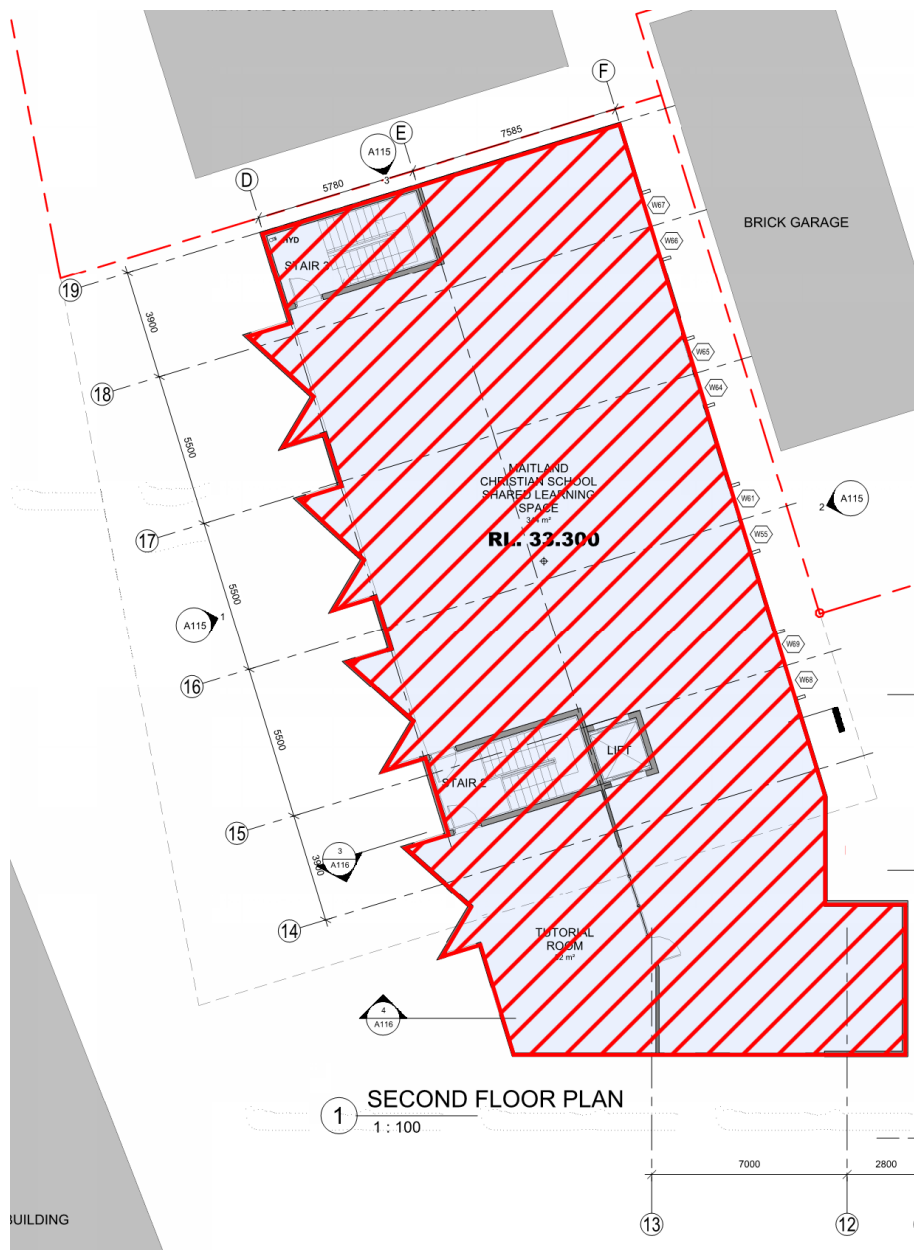 F
E
7585
A115
3
5780
D
W67
W66
BRICK GARAGE
HYD
STAIR 3
19
3900
18
W65
W64
5500
MAITLAND
CHRISTIAN SCHOOL
SHARED LEARNING
SPACE
RL. 33.300
W61
2
A115
17
W55
5500
A115
1
W69
16
W68
5500
LIFT
STAIR 2
15
3
A116
3900
14
TUTORIAL
ROOM
4
A116
1
SECOND FLOOR PLAN
1 : 100
7000
2800
BUILDING
13
12